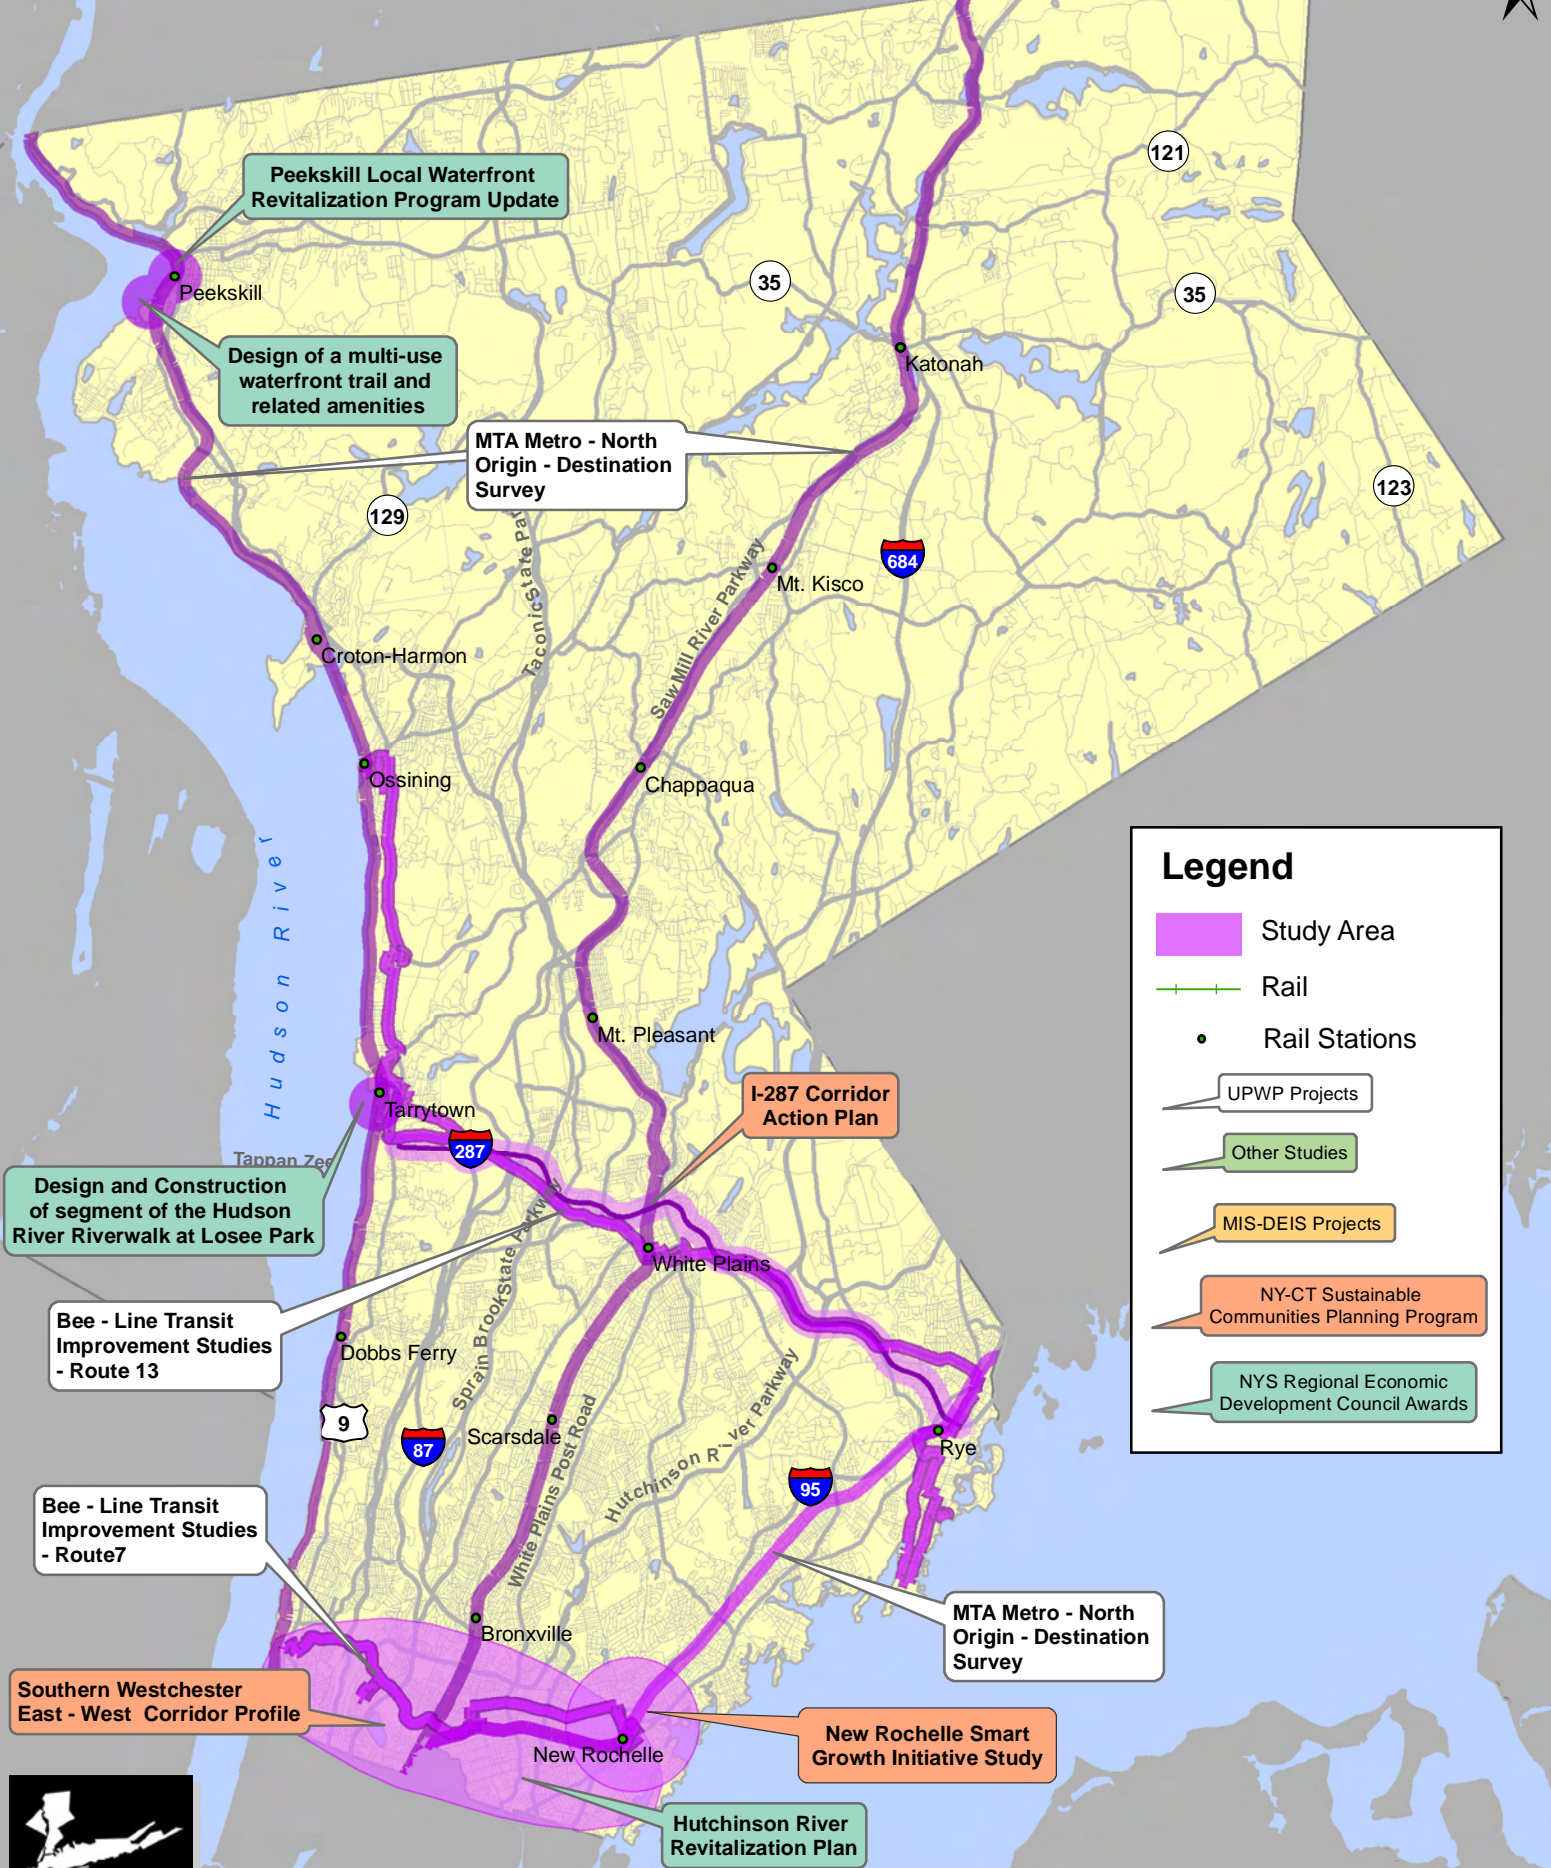 121
Peekskill Local Waterfront
Revitalization Program Update
35
35
Peekskill
Design of a multi-use
waterfront trail and
related amenities
Katonah
MTA Metro - North
Origin - Destination
Survey
123
129
684
Taconic State Par
Saw Mill River Parkway
Mt. Kisco
Croton-Harmon
Ossining
Chappaqua
Hudson River
Legend
Study Area
Rail
Rail Stations
UPWP Projects
Other Studies
MIS-DEIS Projects
NY-CT Sustainable
Communities Planning Program
NYS Regional Economic
Development Council Awards
Mt. Pleasant
I-287 Corridor
Action Plan
Tarrytown
287
Tappan Zee
Design and Construction
of segment of the Hudson
River Riverwalk at Losee Park
White Plains
Bee - Line Transit
Improvement Studies
- Route 13
Dobbs Ferry
Sprain Brook State Parkway
9
87
Scarsdale
White Plains Post Road
Hutchinson River Parkway
Rye
95
Bee - Line Transit
Improvement Studies
- Route7
MTA Metro - North
Origin - Destination
Survey
Bronxville
Southern Westchester
East - West Corridor Profile
New Rochelle
New Rochelle Smart
Growth Initiative Study
Hutchinson River
Revitalization Plan